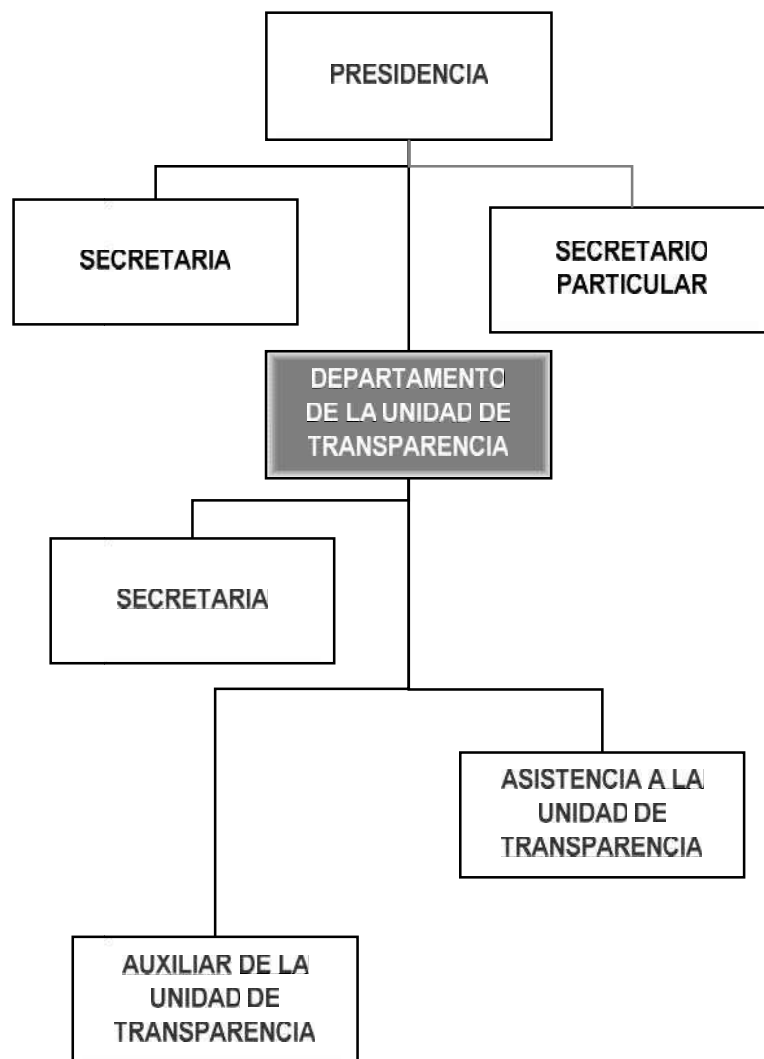 PRESIDENCIA
SECRETARIA
SECRETARIO
PARTICULAR
DEPARTAMENTO
DE LA UNIDAD DE
TRANSPARENCIA
SECRETARIA
ASISTENCIA A LA
UNIDAD DE
TRANSPARENCIA
AUXILIAR DE LA
UNIDAD DE
TRANSPARENCIA